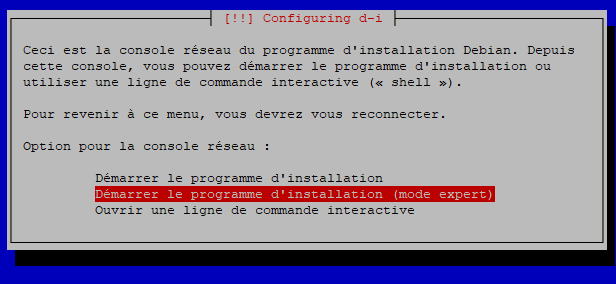 [!!] Configuring d-i
Ceci est la console réseau du programme d'installation Debian. Depuis
cette console, vous pouvez démarrer le programme d'installation ou
utiliser une ligne de commande interactive (« shell »).
Pour revenir à ce menu, vous devrez vous reconnecter.
Option pour la console réseau :
Démarrer le programme d'installation
Démarrer le programme d'installation (mode expert)
Ouvrir une ligne de commande interactive